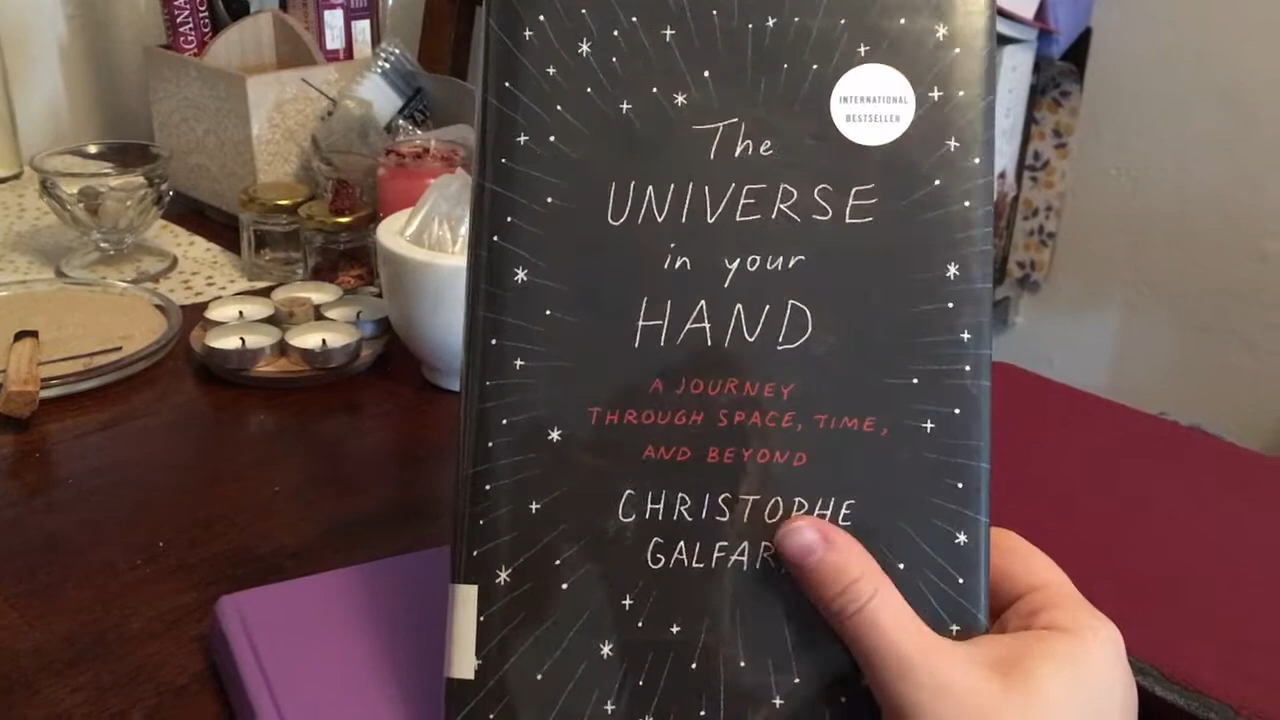 INTERNATIONAL
BESTSELLER
The
UNIVERSE
in your
HAND
A JOURNEY
THROUGH SPACE, TIME,
AND BEYOND
CHRISTOPHE